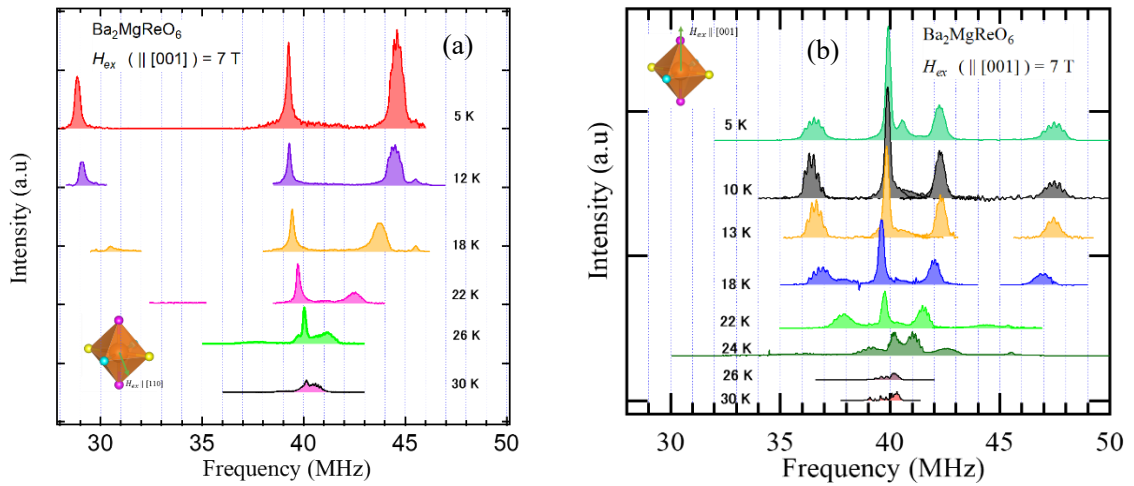 Ba2MgReO6
Hex ( || [001] ) = 7 T
(a)
5 K
12 K
18 K
22 K
26 K
30 K
Hex || [110]
Intensity (a.u)
30 35 40 45 50
Frequency (MHz)
Hex || [001]
(b)
Ba2MgReO6
Hex ( || [001] ) = 7 T
5 K
10 K
13 K
18 K
22 K
24 K
26 K
30 K
Intensity (a.u)
30 35 40 45 50
Frequency (MHz)